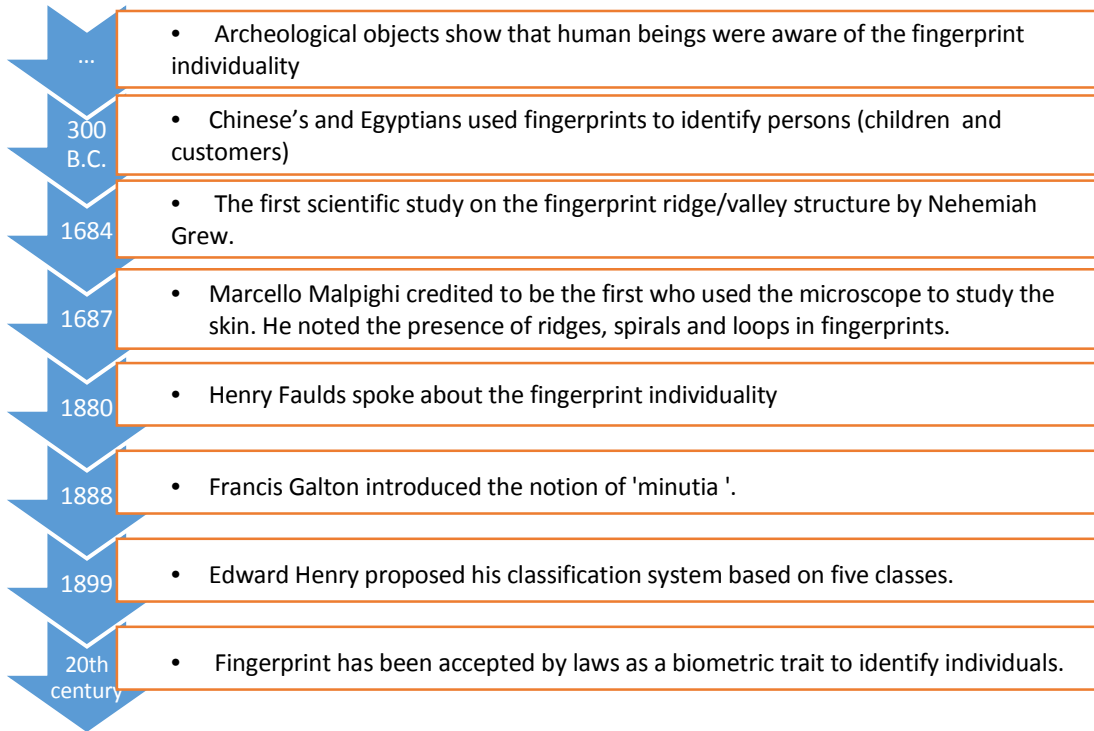 ...
• Archeological objects show that human beings were aware of the fingerprint
individuality
300
B.C.
• Chinese’s and Egyptians used fingerprints to identify persons (children and
customers)
1684
• The first scientific study on the fingerprint ridge/valley structure by Nehemiah
Grew.
1687
• Marcello Malpighi credited to be the first who used the microscope to study the
skin. He noted the presence of ridges, spirals and loops in fingerprints.
1880
• Henry Faulds spoke about the fingerprint individuality
1888
• Francis Galton introduced the notion of 'minutia '.
1899
• Edward Henry proposed his classification system based on five classes.
20th
century
• Fingerprint has been accepted by laws as a biometric trait to identify individuals.